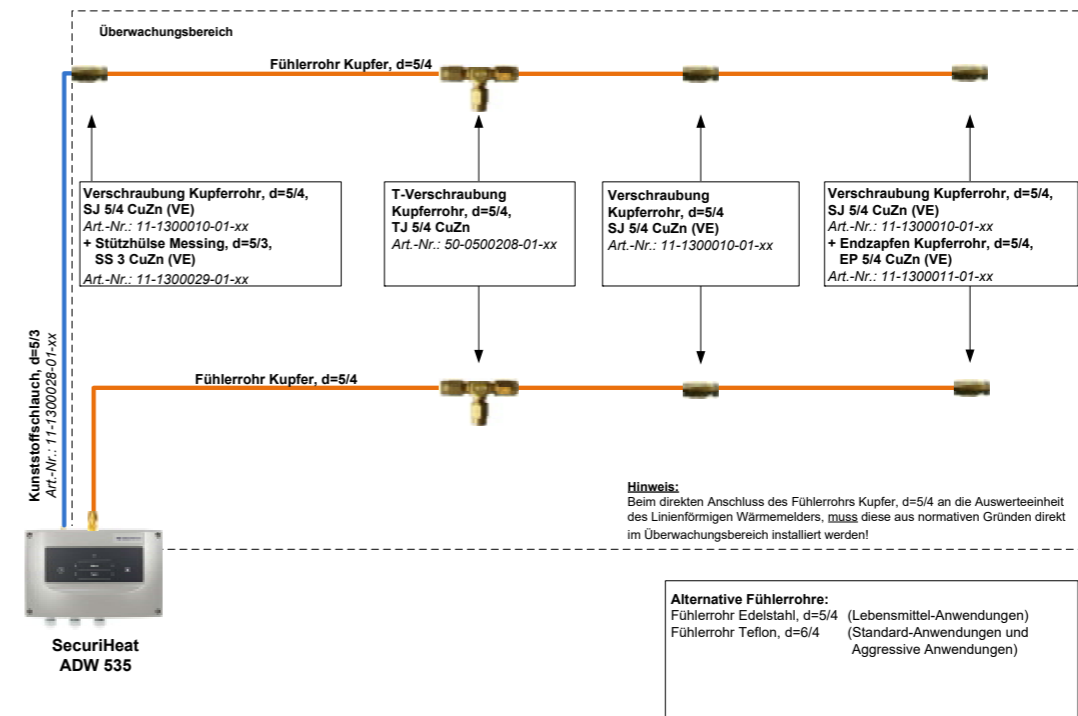 Überwachungsbereich
Fühlerrohr Kupfer, d=5/4
Verschraubung Kupferrohr, d=5/4,
SJ 5/4 CuZn (VE)
Art.-Nr.: 11-1300010-01-xx
+ Stützhülse Messing, d=5/3,
SS 3 CuZn (VE)
Art.-Nr.: 11-1300029-01-xx
T-Verschraubung
Kupferrohr, d=5/4,
TJ 5/4 CuZn
Art.-Nr.: 50-0500208-01-xx
Verschraubung
Kupferrohr, d=5/4
SJ 5/4 CuZn (VE)
Art.-Nr.: 11-1300010-01-xx
Verschraubung Kupferrohr, d=5/4,
SJ 5/4 CuZn (VE)
Art.-Nr.: 11-1300010-01-xx
+ Endzapfen Kupferrohr, d=5/4,
EP 5/4 CuZn (VE)
Art.-Nr.: 11-1300011-01-xx
Kunststoffschlauch, d=5/3
Art.-Nr.: 11-1300028-01-xx
Fühlerrohr Kupfer, d=5/4
Hinweis:
Beim direkten Anschluss des Fühlerrohrs Kupfer, d=5/4 an die Auswerteeinheit
des Linienförmigen Wärmemelders, muss diese aus normativen Gründen direkt
im Überwachungsbereich installiert werden!
SecuriHeat
ADW 535
Alternative Fühlerrohre:
Fühlerrohr Edelstahl, d=5/4 (Lebensmittel-Anwendungen)
Fühlerrohr Teflon, d=6/4 (Standard-Anwendungen und
Aggressive Anwendungen)